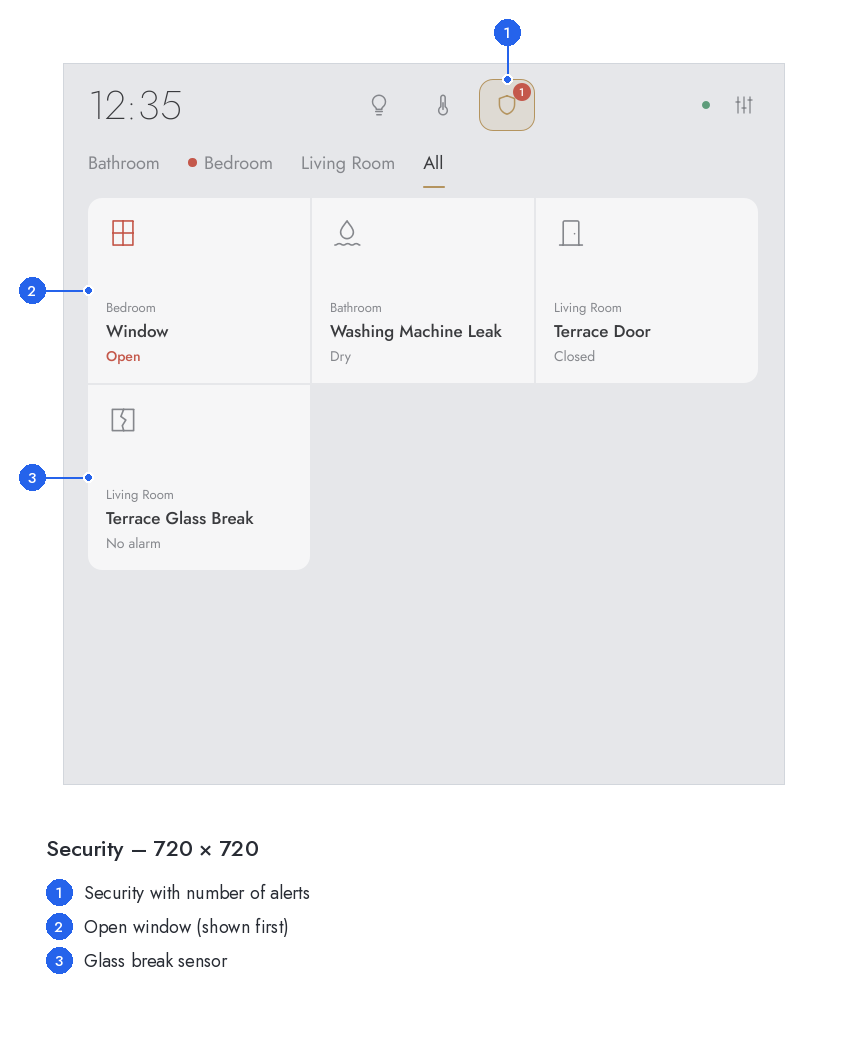 1
12:35
1
Bathroom Bedroom Living Room All
2
Bedroom
Window
Open
Bathroom
Washing Machine Leak
Dry
Living Room
Terrace Door
Closed
3
Living Room
Terrace Glass Break
No alarm
Security – 720 × 720
1 Security with number of alerts
2 Open window (shown first)
3 Glass break sensor